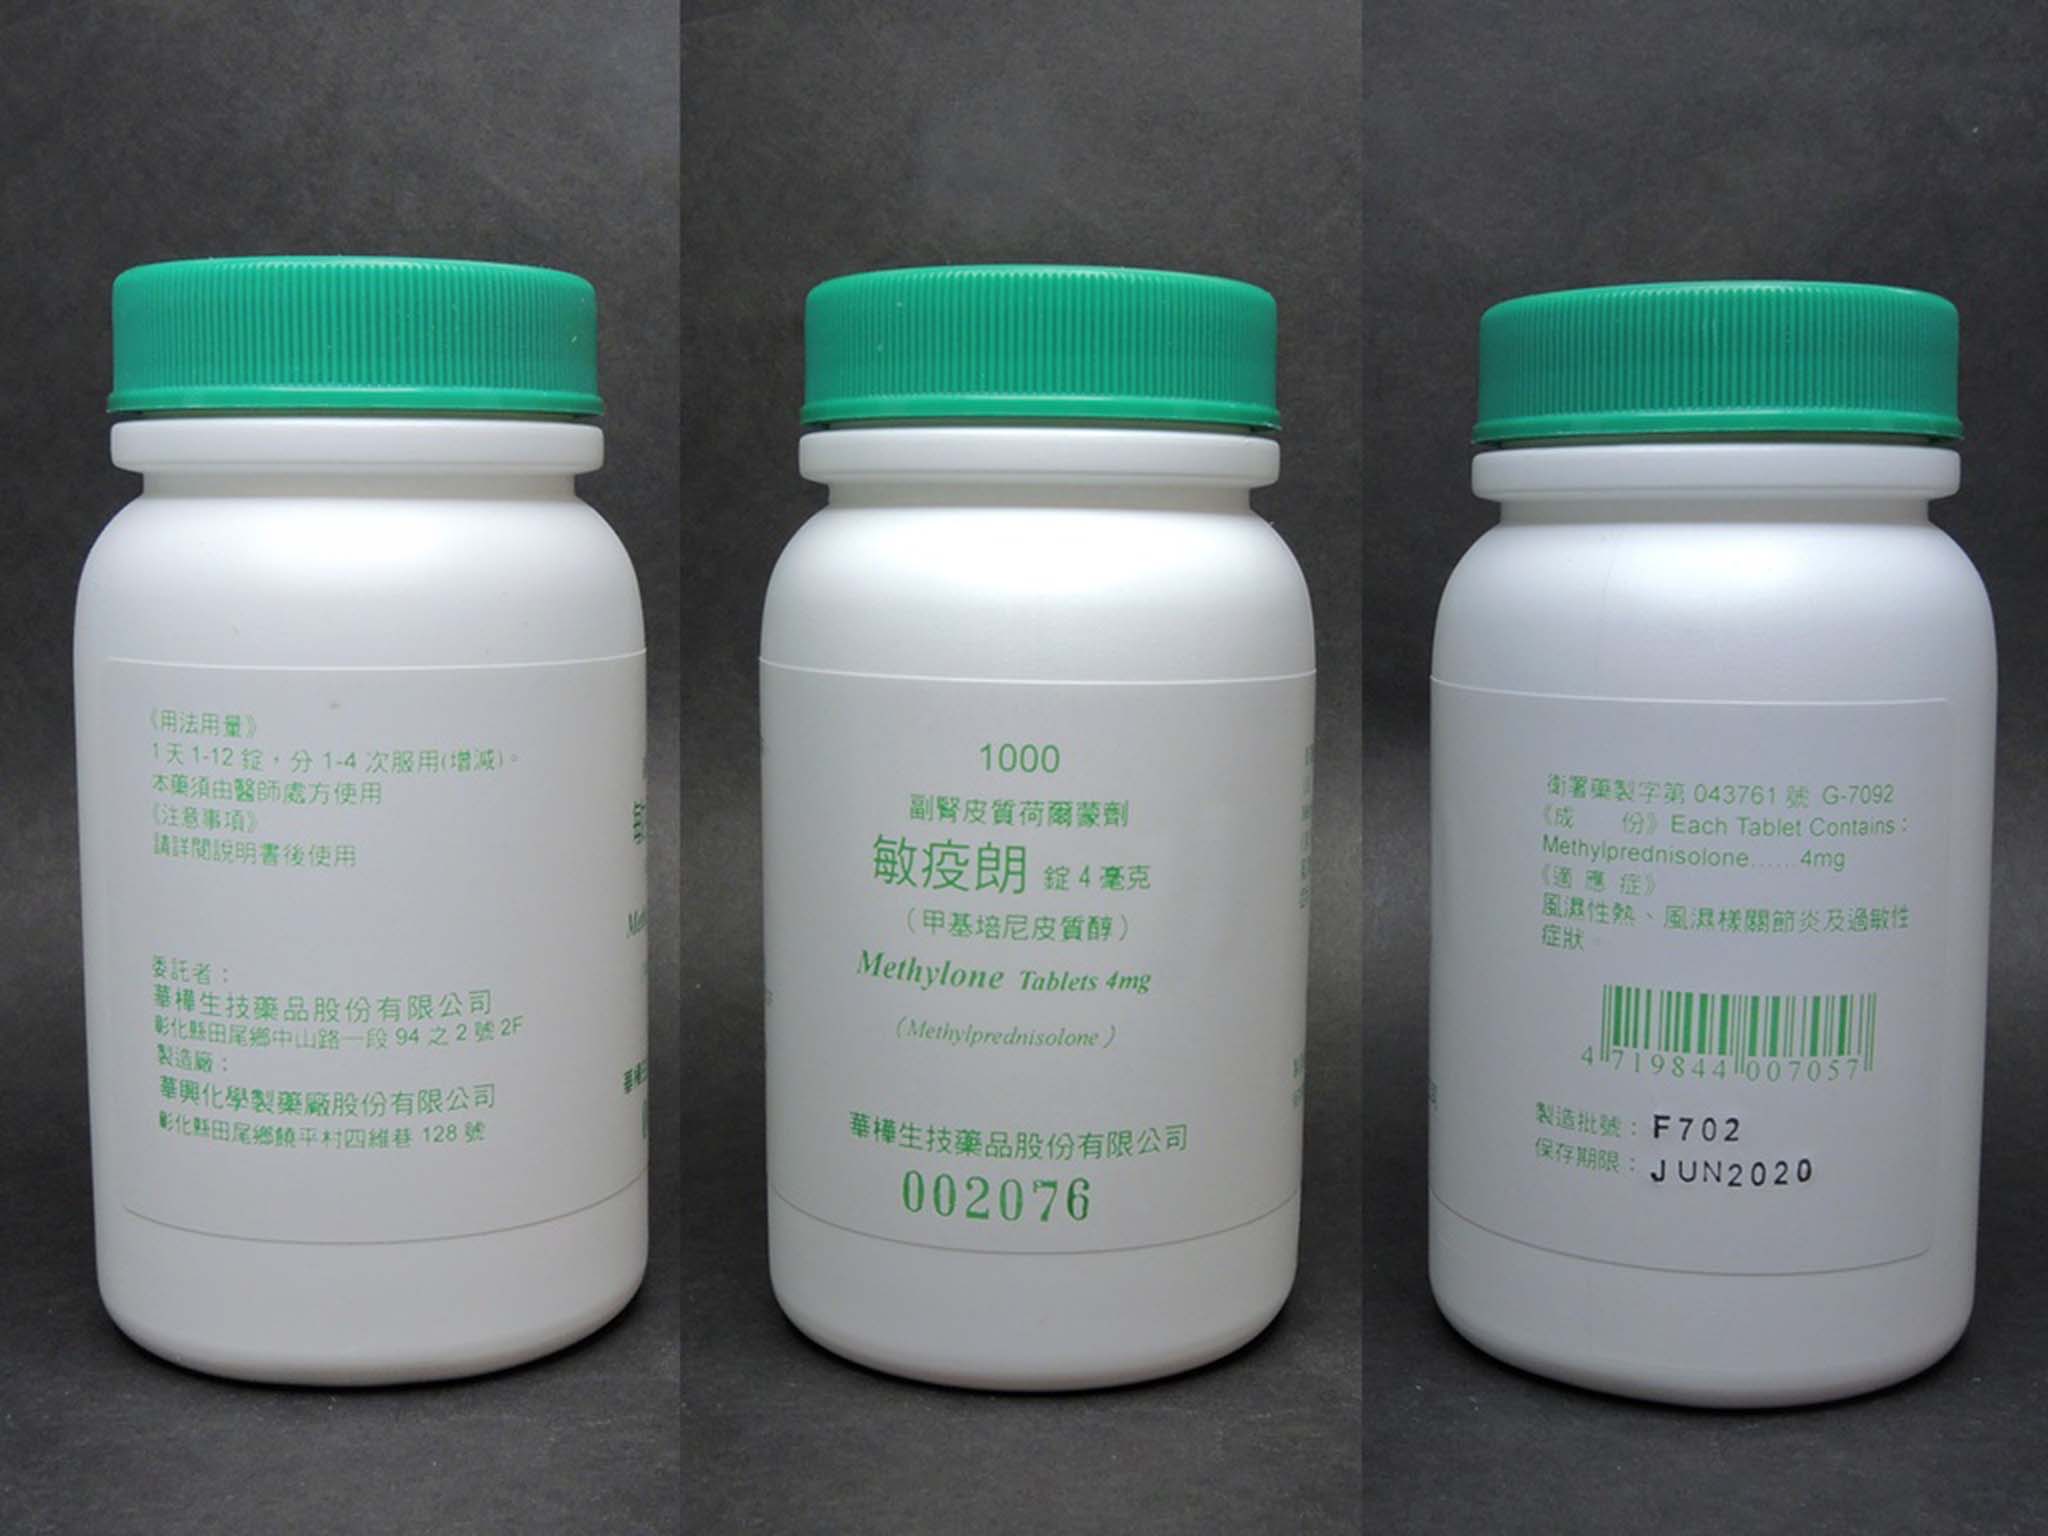 《用法用量》
1天1-12錠,分1-4次服用(增減)。
本藥須由醫師處方使用
《注意事項》
請詳閱說明書後使用
委託者:
華樺生技藥品股份有限公司
彰化縣田尾鄉中山路一段94之2號2F
製造廠:
華興化學製藥廠股份有限公司
彰化縣田尾鄉饒平村四維巷128號
1000
副腎皮質荷爾蒙劑
敏疫朗 錠4毫克
(甲基培尼皮質醇)
Methylone Tablets 4mg
(Methylprednisolone)
華樺生技藥品股份有限公司
002076
衛署藥製字第043761號 G-7092
《成 份》Each Tablet Contains:
Methylprednisolone......4mg
《適 應 症》
風濕性熱、風濕樣關節炎及過敏性
症狀。
4 719844 007057
製造批號:F702
保存期限:JUN2020